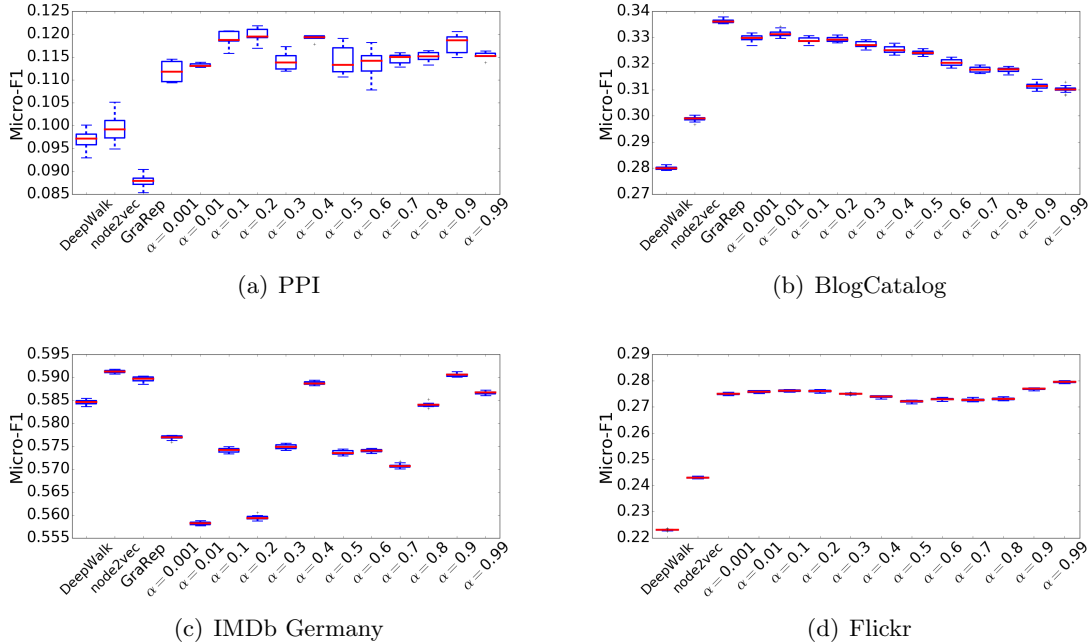 0.125
0.120
0.115
0.110
0.105
0.100
0.095
0.090
0.085
Micro-F1
DeepWalk
node2vec
GraRep
α = 0.001
α = 0.01
α = 0.1
α = 0.2
α = 0.3
α = 0.4
α = 0.5
α = 0.6
α = 0.7
α = 0.8
α = 0.9
α = 0.99
(a) PPI
0.34
0.33
0.32
0.31
0.30
0.29
0.28
0.27
Micro-F1
DeepWalk
node2vec
GraRep
α = 0.001
α = 0.01
α = 0.1
α = 0.2
α = 0.3
α = 0.4
α = 0.5
α = 0.6
α = 0.7
α = 0.8
α = 0.9
α = 0.99
(b) BlogCatalog
0.595
0.590
0.585
0.580
0.575
0.570
0.565
0.560
0.555
Micro-F1
DeepWalk
node2vec
GraRep
α = 0.001
α = 0.01
α = 0.1
α = 0.2
α = 0.3
α = 0.4
α = 0.5
α = 0.6
α = 0.7
α = 0.8
α = 0.9
α = 0.99
(c) IMDb Germany
0.29
0.28
0.27
0.26
0.25
0.24
0.23
0.22
Micro-F1
DeepWalk
node2vec
α = 0.001
α = 0.01
α = 0.1
α = 0.2
α = 0.3
α = 0.4
α = 0.5
α = 0.6
α = 0.7
α = 0.8
α = 0.9
α = 0.99
(d) Flickr